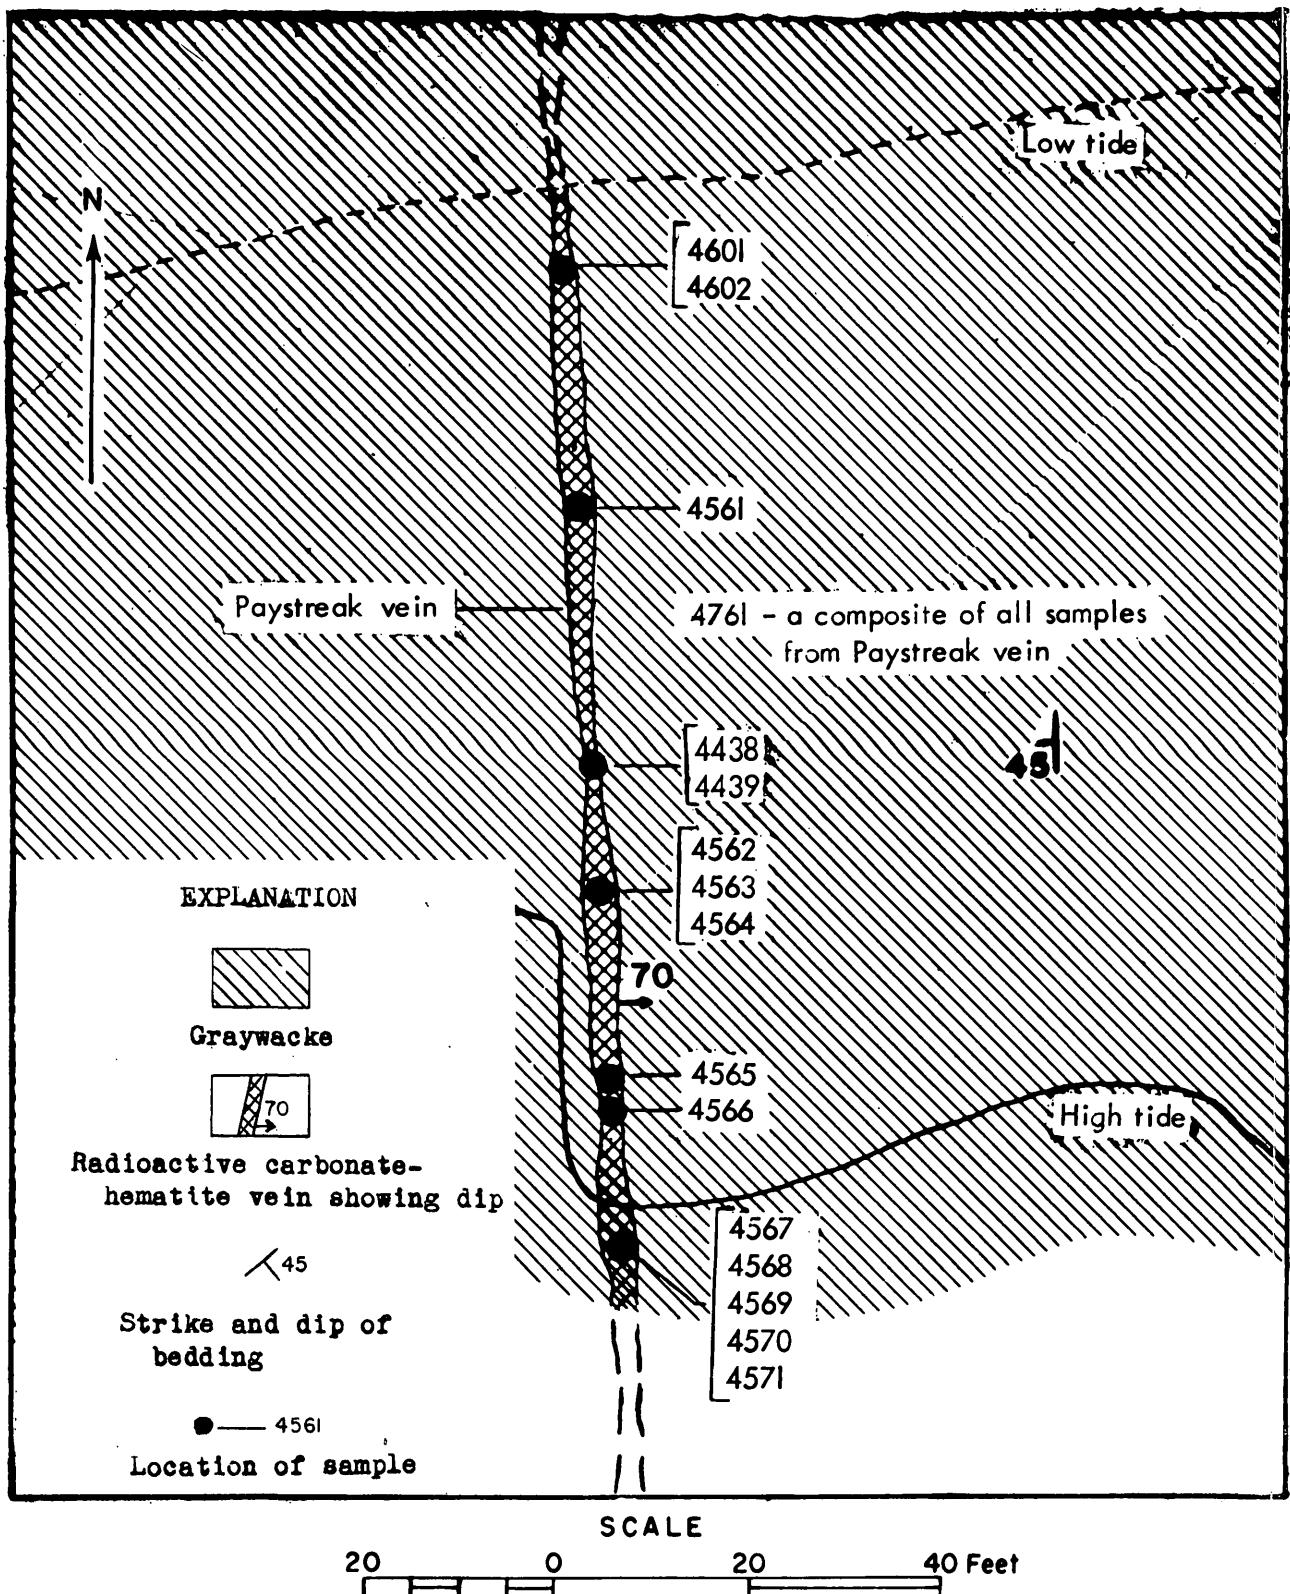 Low tide
N
4601
4602
4561
Paystreak vein
4761 - a composite of all samples
from Paystreak vein
4438
4439
45
4562
4563
4564
70
4565
4566
High tide
4567
4568
4569
4570
4571
EXPLANATION
Graywacke
70
Radioactive carbonate-
hematite vein showing dip
45
Strike and dip of
bedding
4561
Location of sample
SCALE
20 0 20 40 Feet